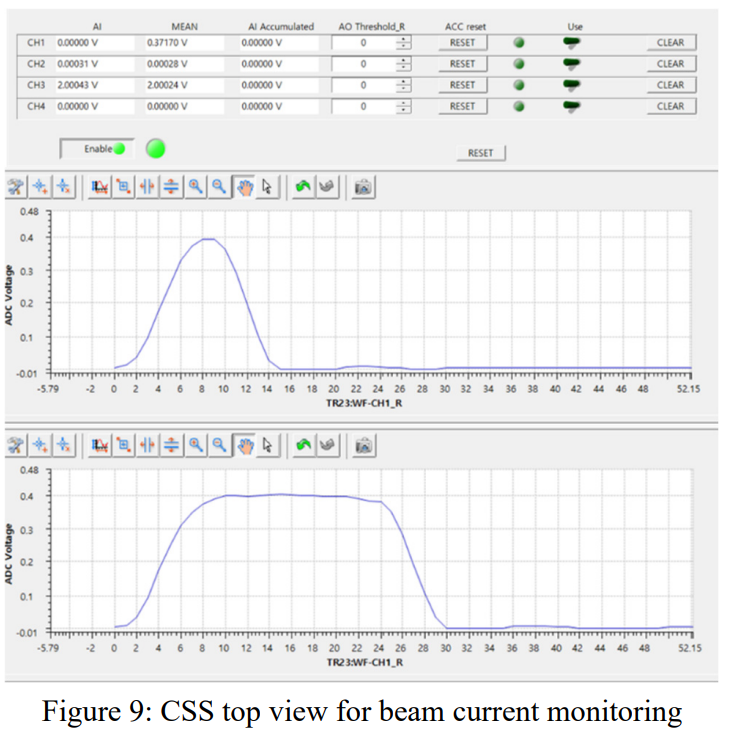 AI MEAN AI Accumulated AO Threshold_R ACC reset Use
CH1 0.00000 V 0.37170 V 0.00000 V 0 RESET CLEAR
CH2 0.00031 V 0.00028 V 0.00000 V 0 RESET CLEAR
CH3 2.00043 V 2.00024 V 0.00000 V 0 RESET CLEAR
CH4 0.00000 V 0.00000 V 0.00000 V 0 RESET CLEAR
Enable RESET
0.48
0.4
0.3
0.2
0.1
-0.01
ADC Voltage
-5.79 -2 0 2 4 6 8 10 12 14 16 18 20 22 24 26 28 30 32 34 36 38 40 42 44 46 48 52.15
TR23:WF-CH1_R
0.48
0.4
0.3
0.2
0.1
-0.01
ADC Voltage
-5.79 -2 0 2 4 6 8 10 12 14 16 18 20 22 24 26 28 30 32 34 36 38 40 42 44 46 48 52.15
TR23:WF-CH1_R
Figure 9: CSS top view for beam current monitoring